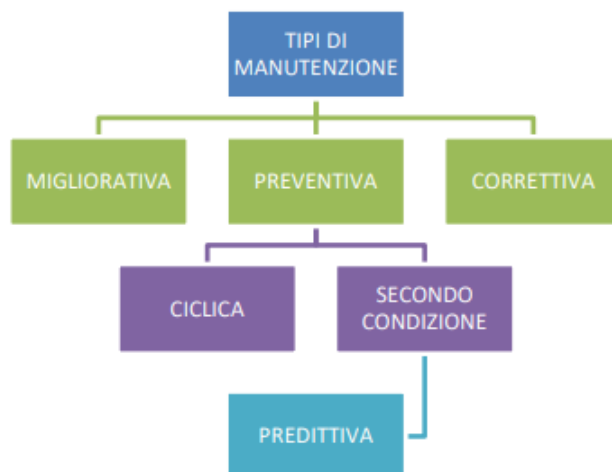 TIPI DI
MANUTENZIONE
MIGLIORATIVA
PREVENTIVA
CORRETTIVA
CICLICA
SECONDO
CONDIZIONE
PREDITTIVA